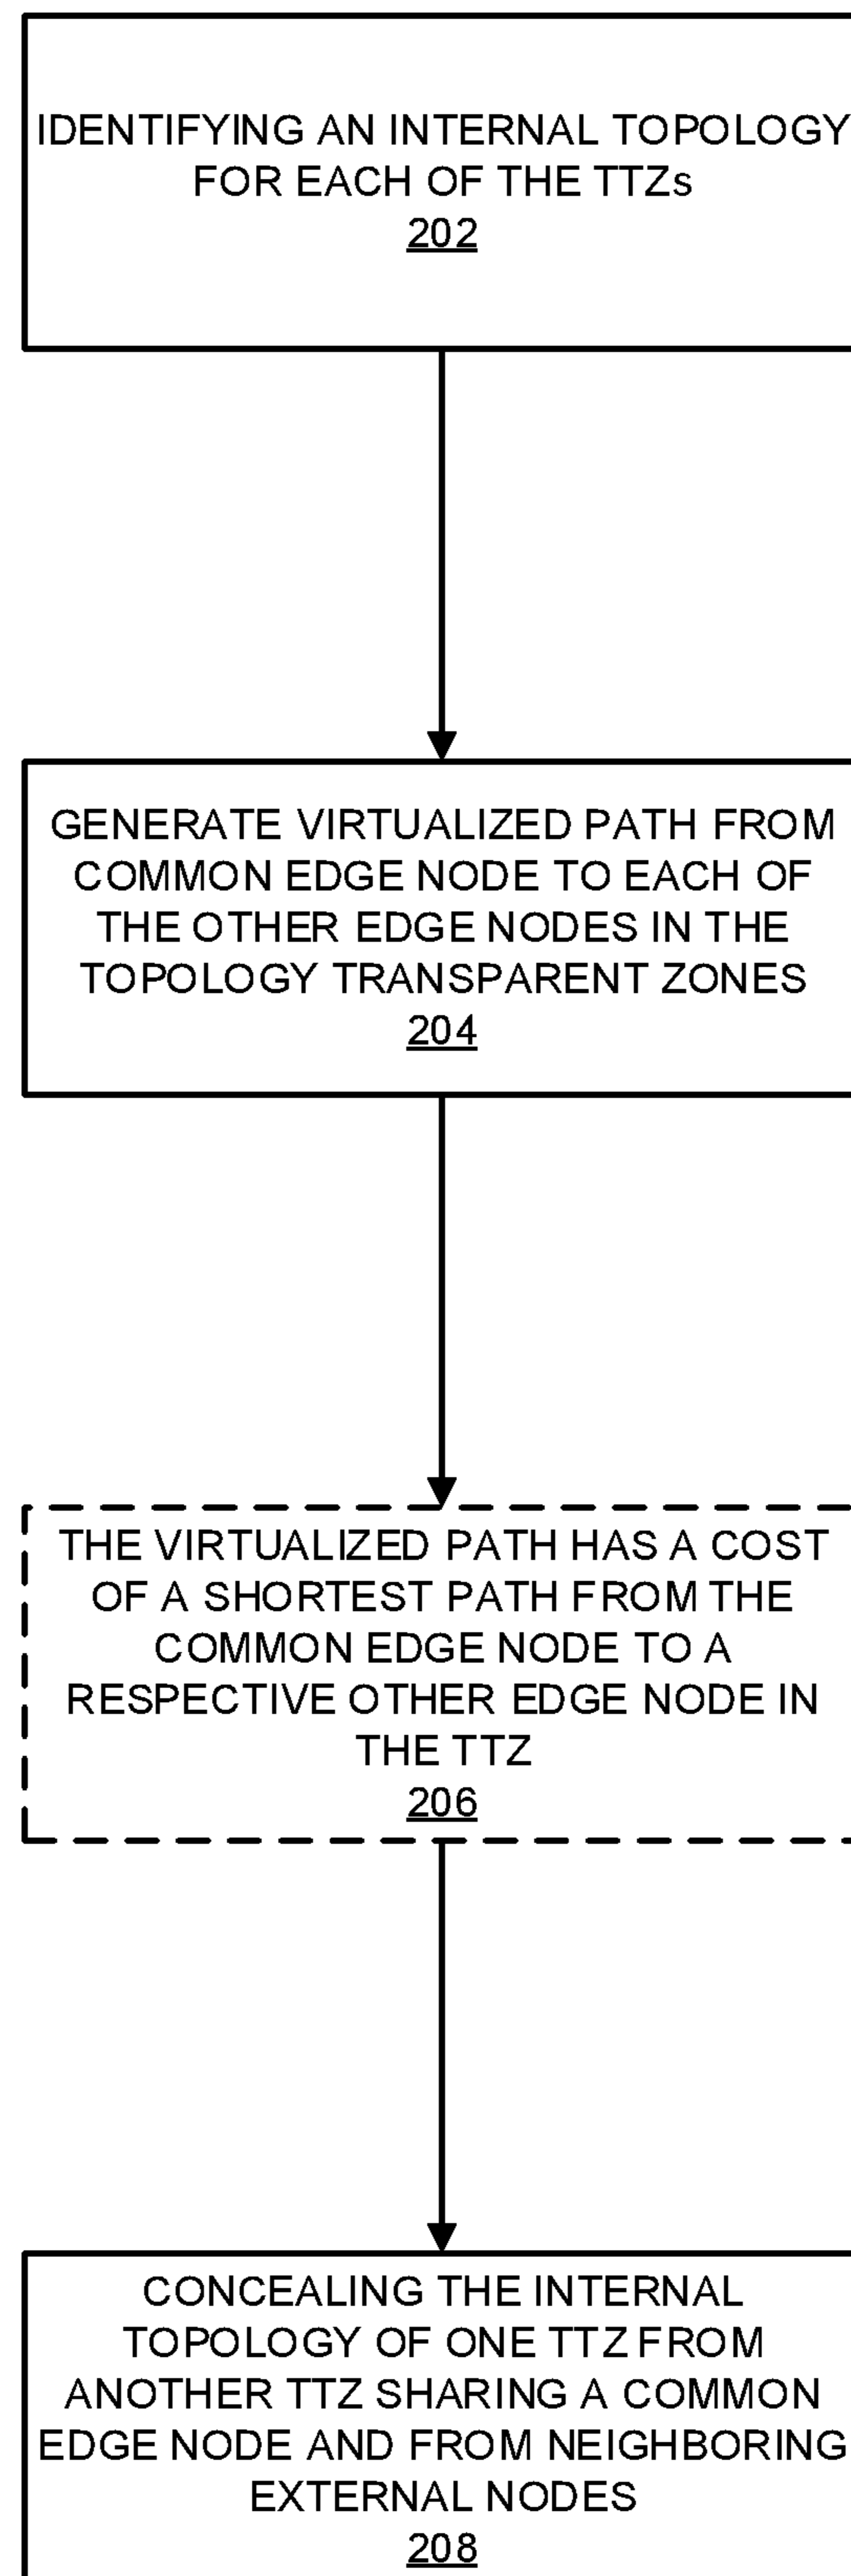 IDENTIFYING AN INTERNAL TOPOLOGY
FOR EACH OF THE TTZs
202
GENERATE VIRTUALIZED PATH FROM
COMMON EDGE NODE TO EACH OF
THE OTHER EDGE NODES IN THE
TOPOLOGY TRANSPARENT ZONES
204
THE VIRTUALIZED PATH HAS A COST
OF A SHORTEST PATH FROM THE
COMMON EDGE NODE TO A
RESPECTIVE OTHER EDGE NODE IN
THE TTZ
206
CONCEALING THE INTERNAL
TOPOLOGY OF ONE TTZ FROM
ANOTHER TTZ SHARING A COMMON
EDGE NODE AND FROM NEIGHBORING
EXTERNAL NODES
208